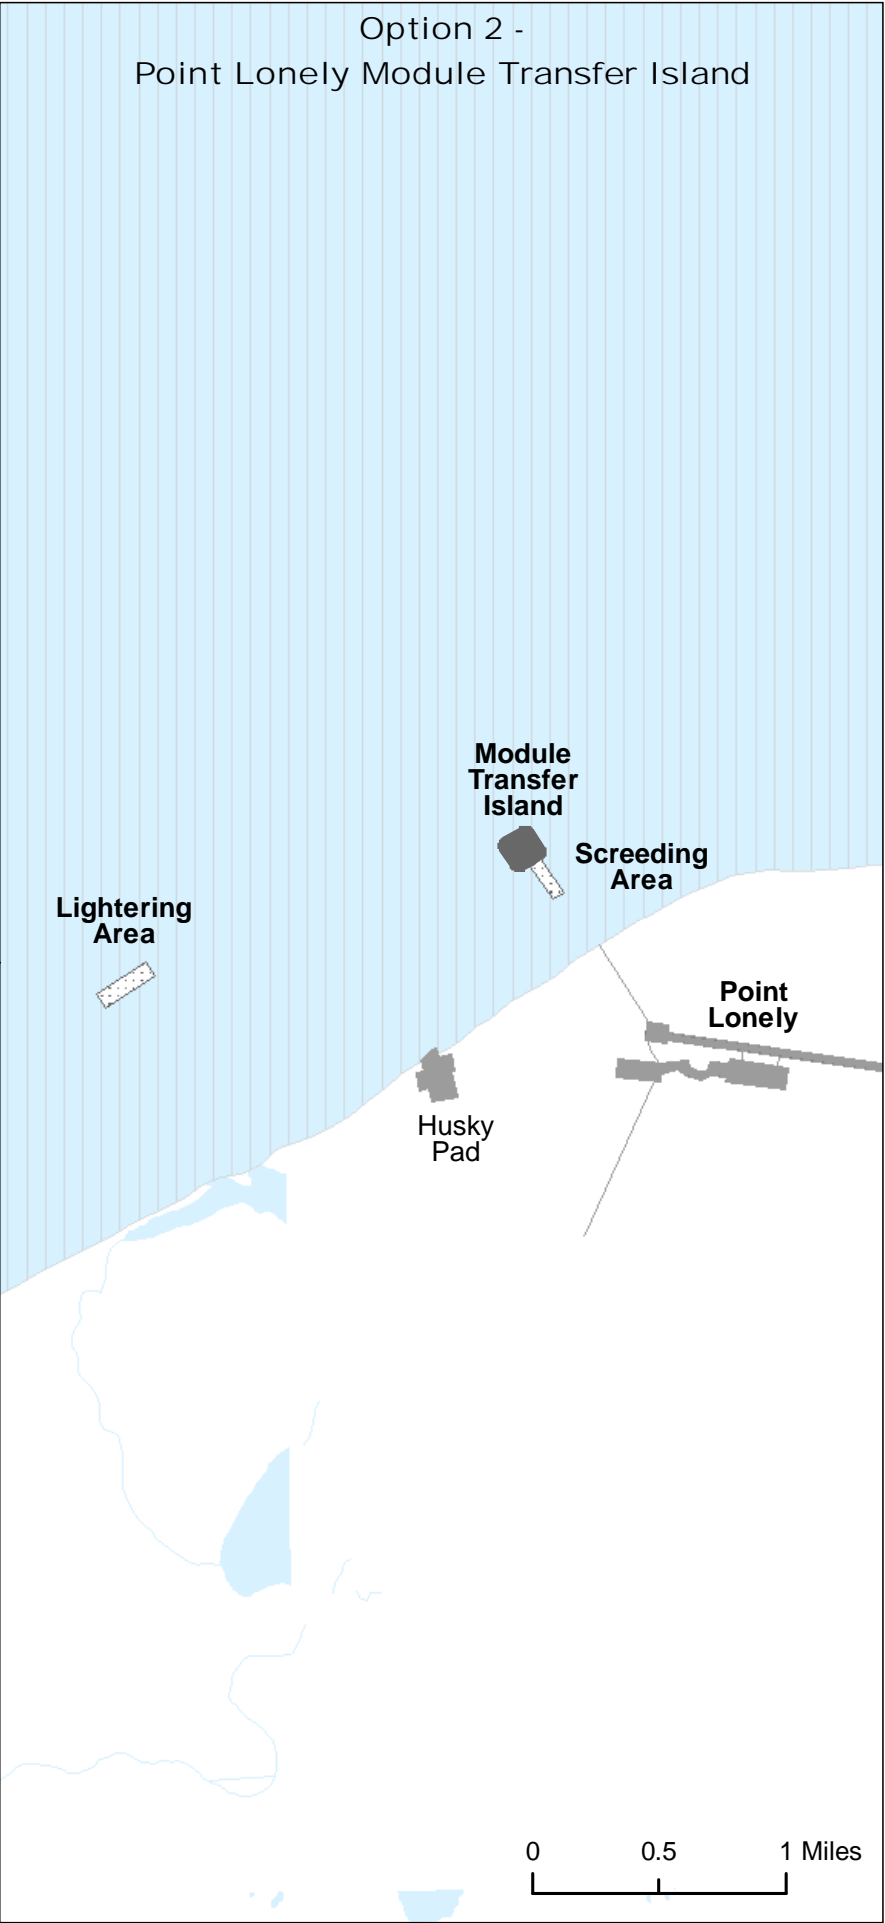 Option 2 -
Point Lonely Module Transfer Island
Module
Transfer
Island
Screeding
Area
Lightering
Area
Point
Lonely
Husky
Pad
0 0.5 1 Miles